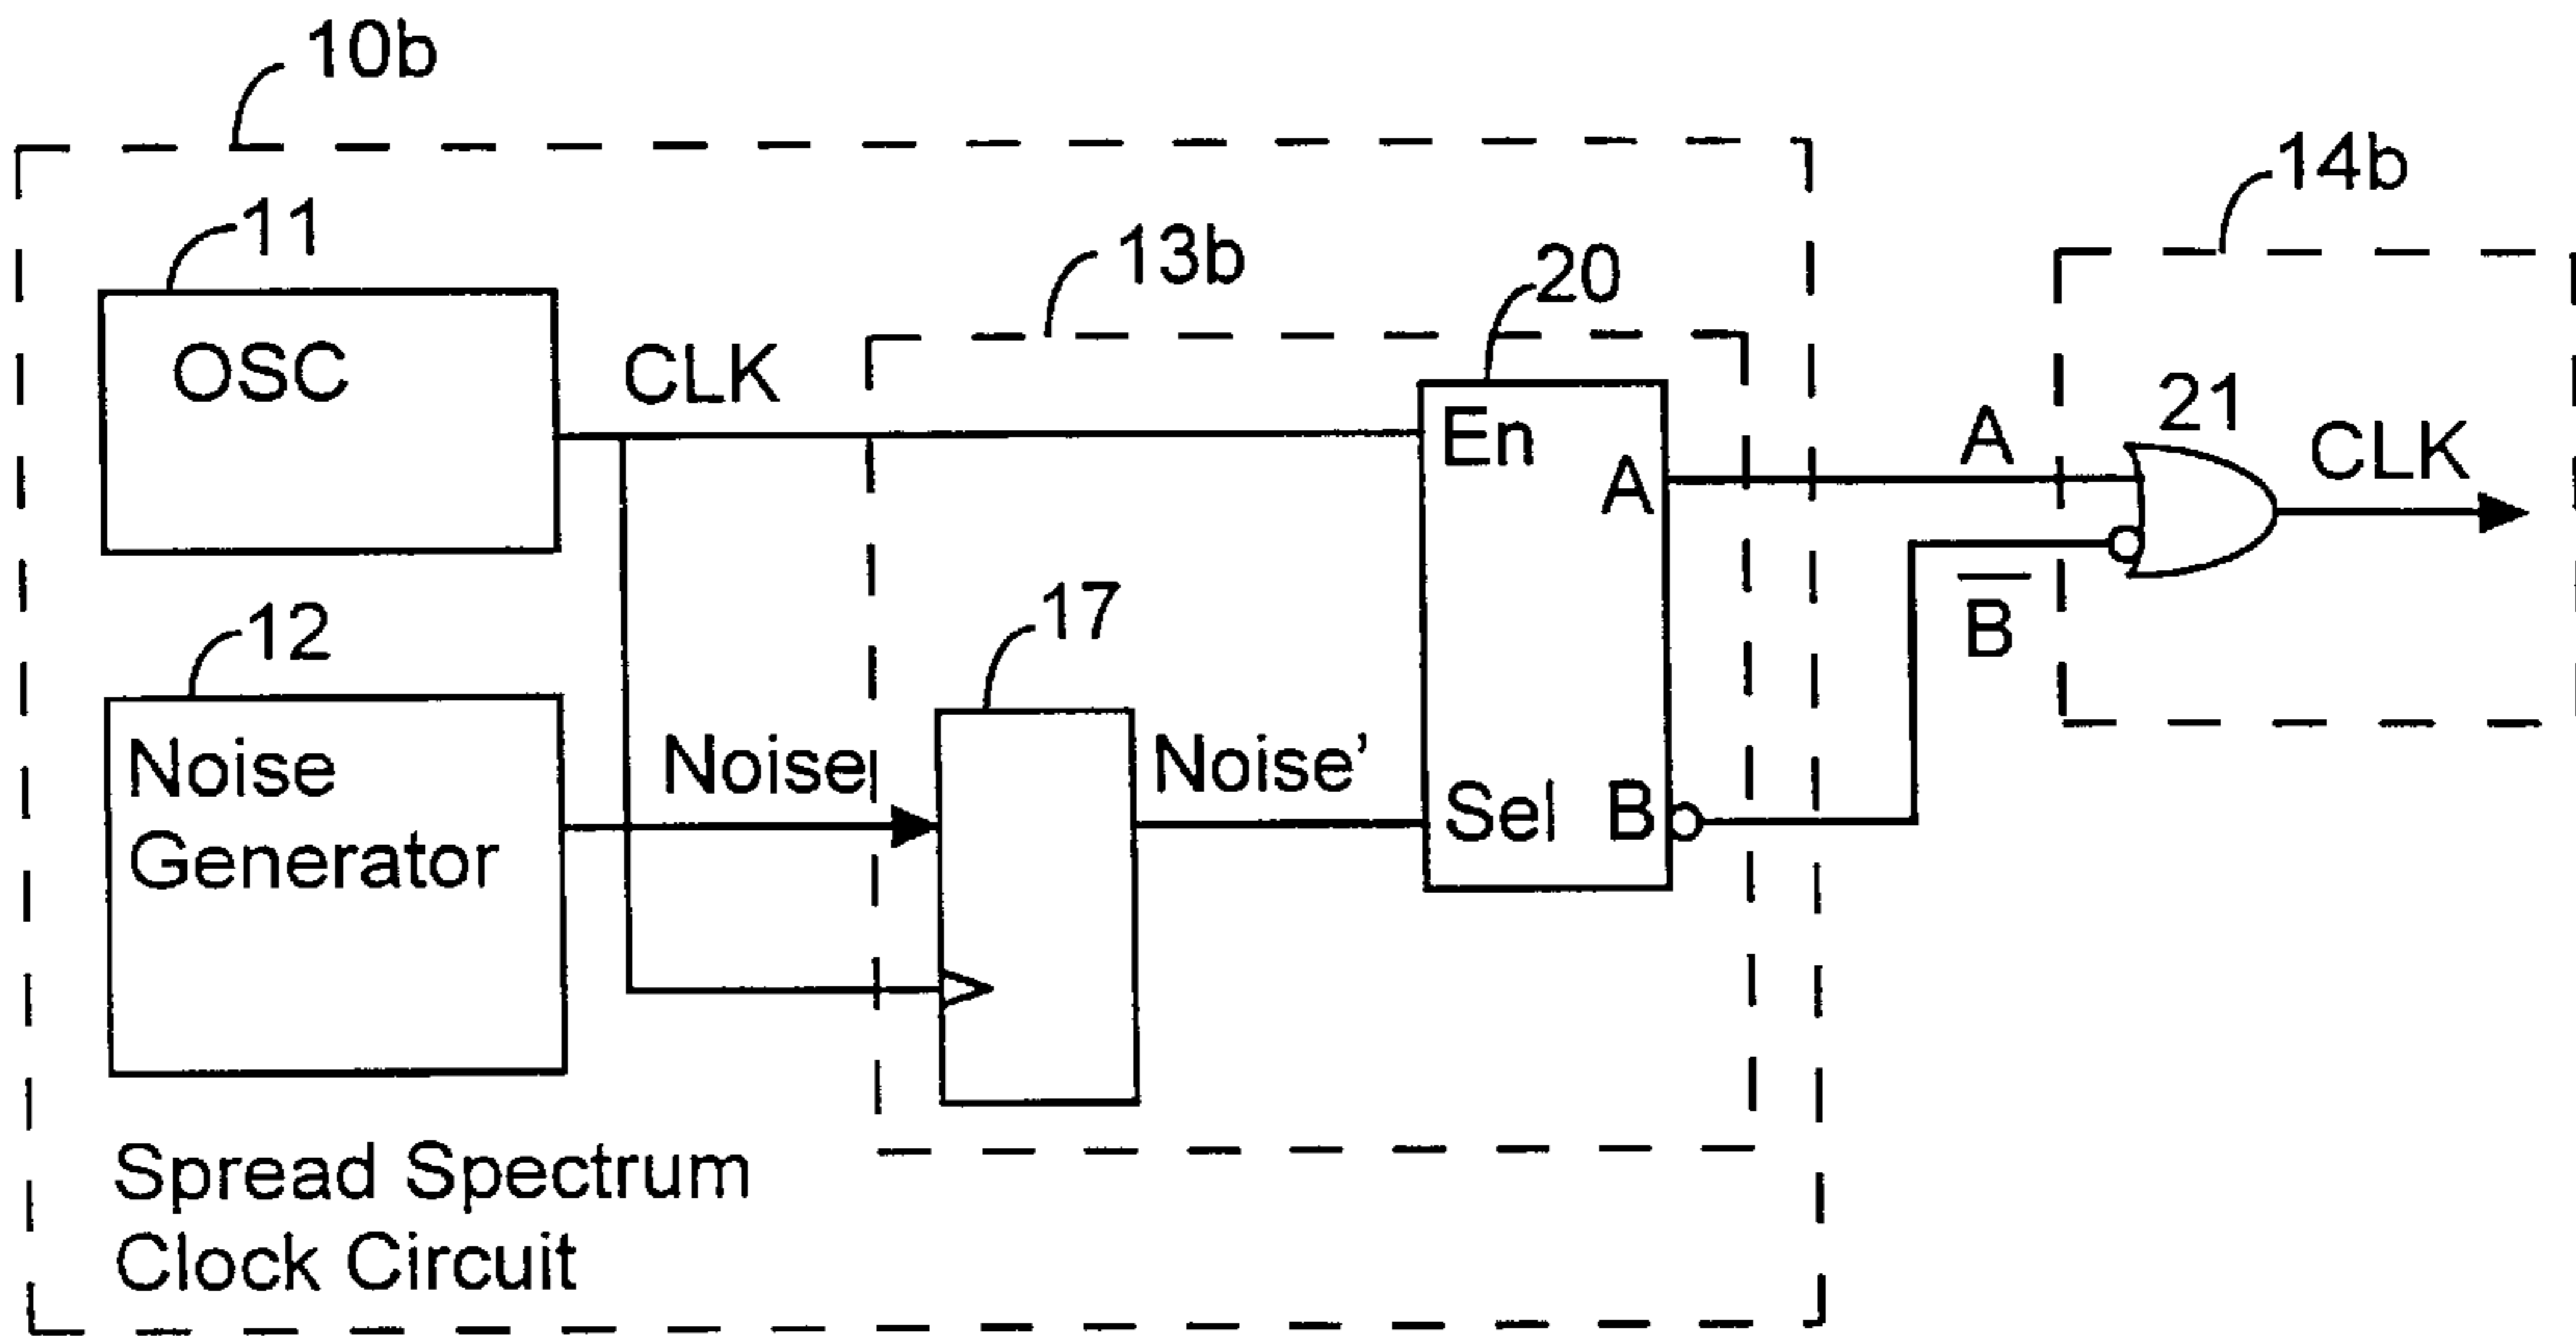 10b
14b
11
13b
20
OSC
CLK
En
A
A
21
CLK
12
17
B
Noise
Generator
Noise
Noise’
Sel
B
Spread Spectrum
Clock Circuit